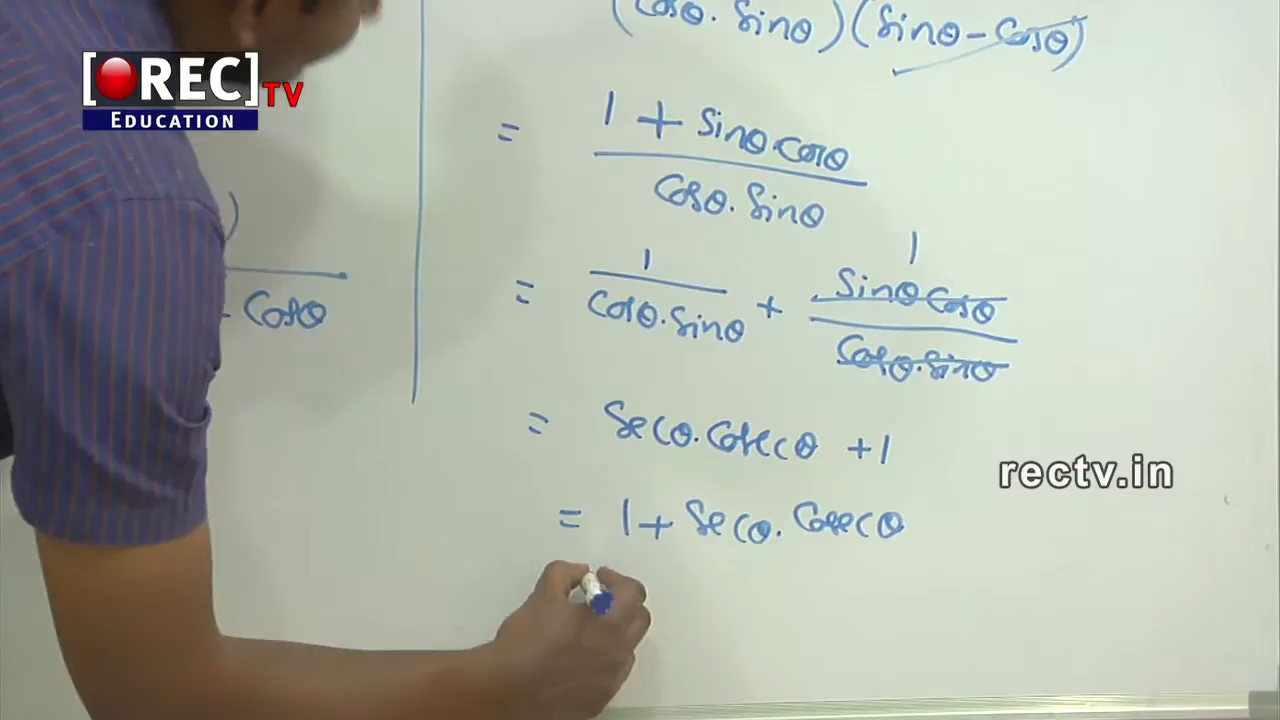 [REC] TV
EDUCATION
(Cosθ. Sinθ)(Sinθ - Cosθ)
= 1 + Sinθ.Cosθ
Cosθ. Sinθ
= 1 / Cosθ.Sinθ + 1 Sinθ Cosθ / Cosθ.Sinθ
)
- Cosθ
= Secθ.Cosecθ + 1
rectv.in
= 1 + Secθ. Cosecθ